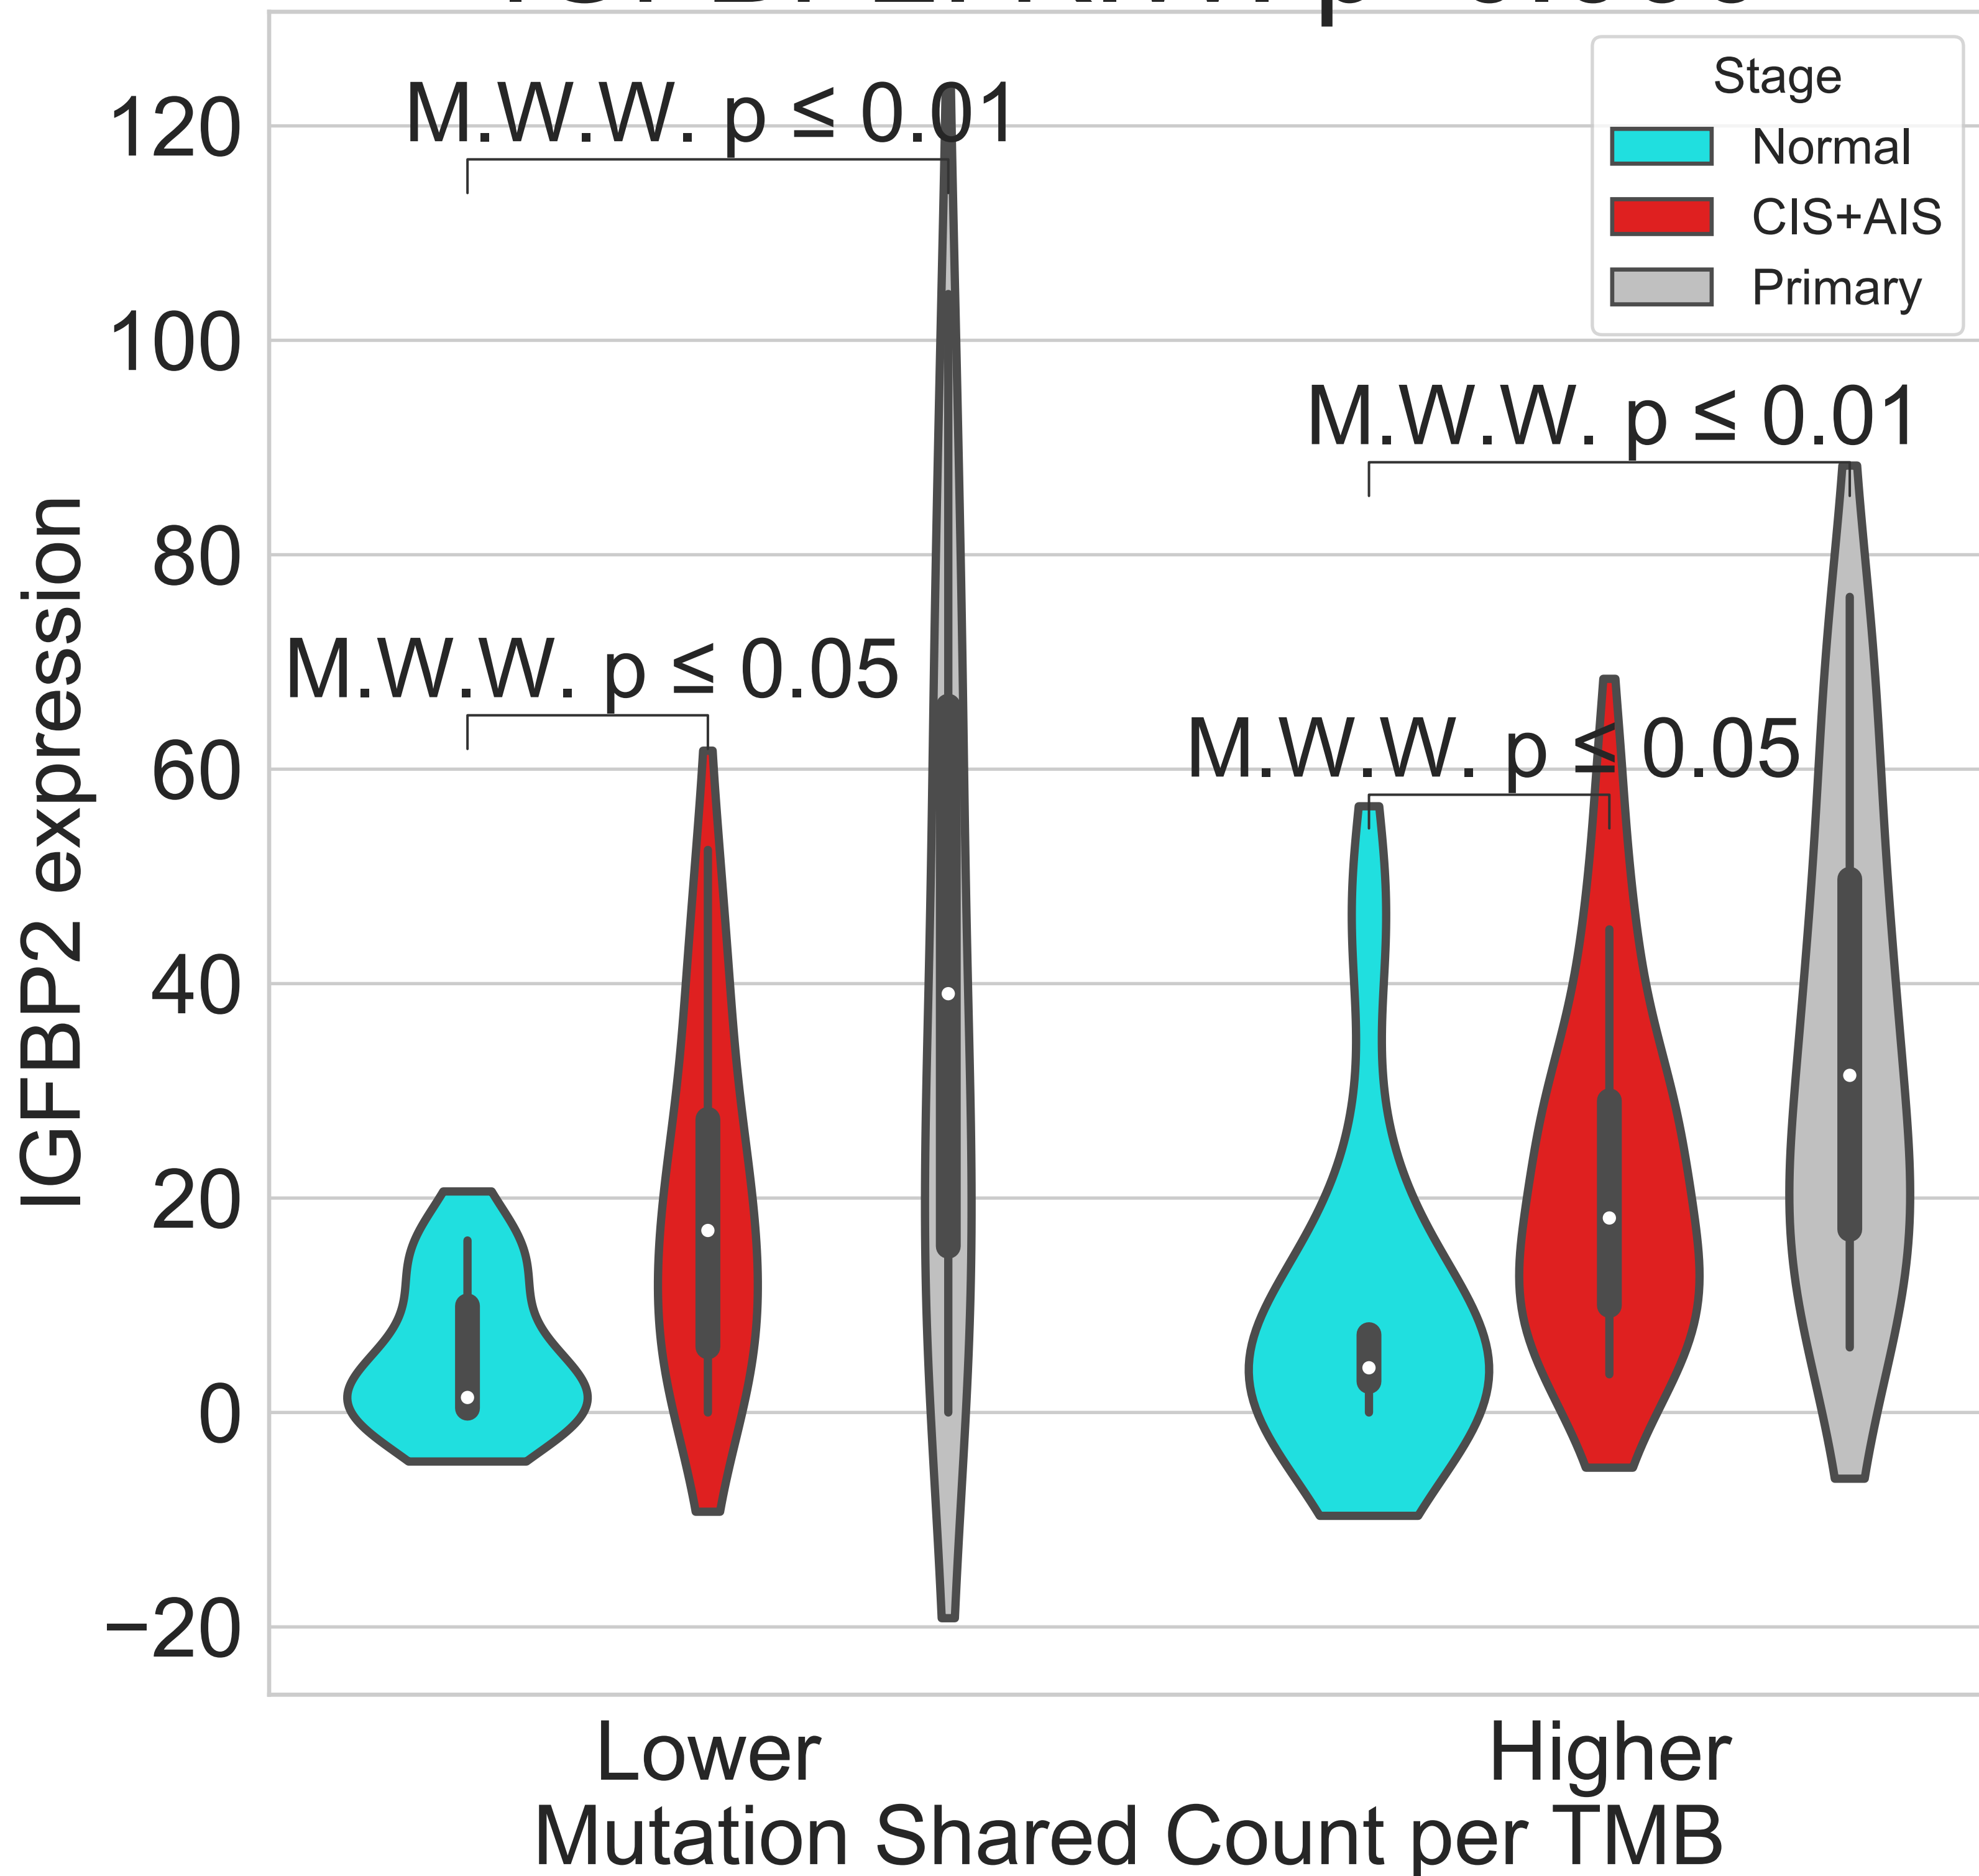 Stage
Normal
CIS+AIS
Primary
M.W.W. p ≤ 0.01
M.W.W. p ≤ 0.01
M.W.W. p ≤ 0.05
M.W.W. p ≤ 0.05
120
100
80
60
40
20
0
−20
IGFBP2 expression
Lower
Higher
Mutation Shared Count per TMB